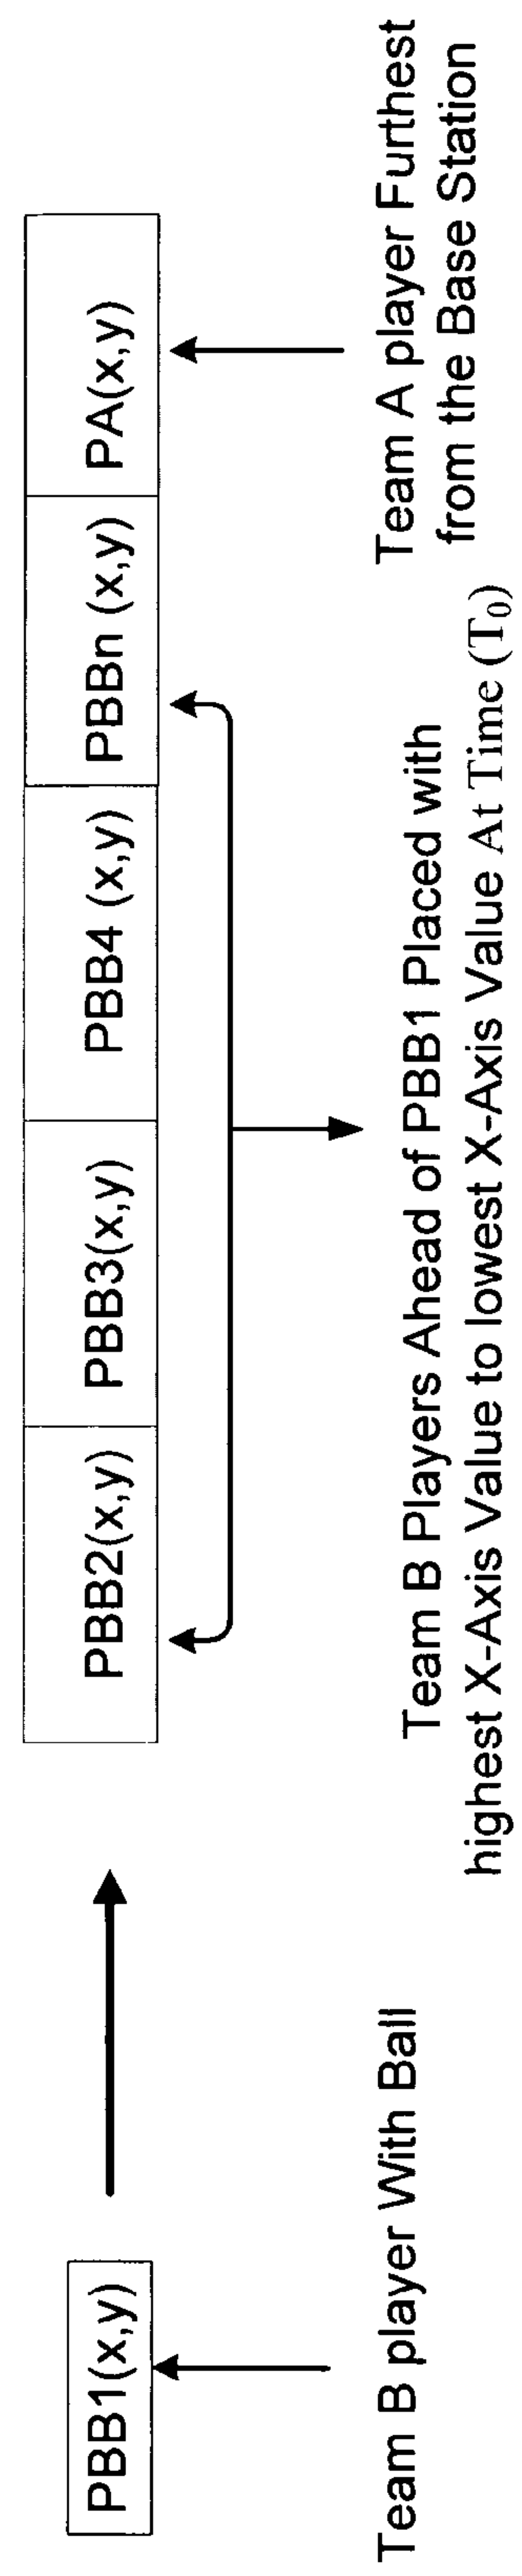 PBB1(x,y)
Team B player With Ball
PBB2(x,y)
PBB3(x,y)
PBB4 (x,y)
PBBn (x,y)
PA(x,y)
Team B Players Ahead of PBB1 Placed with
highest X-Axis Value to lowest X-Axis Value At Time (T₀)
Team A player Furthest
from the Base Station